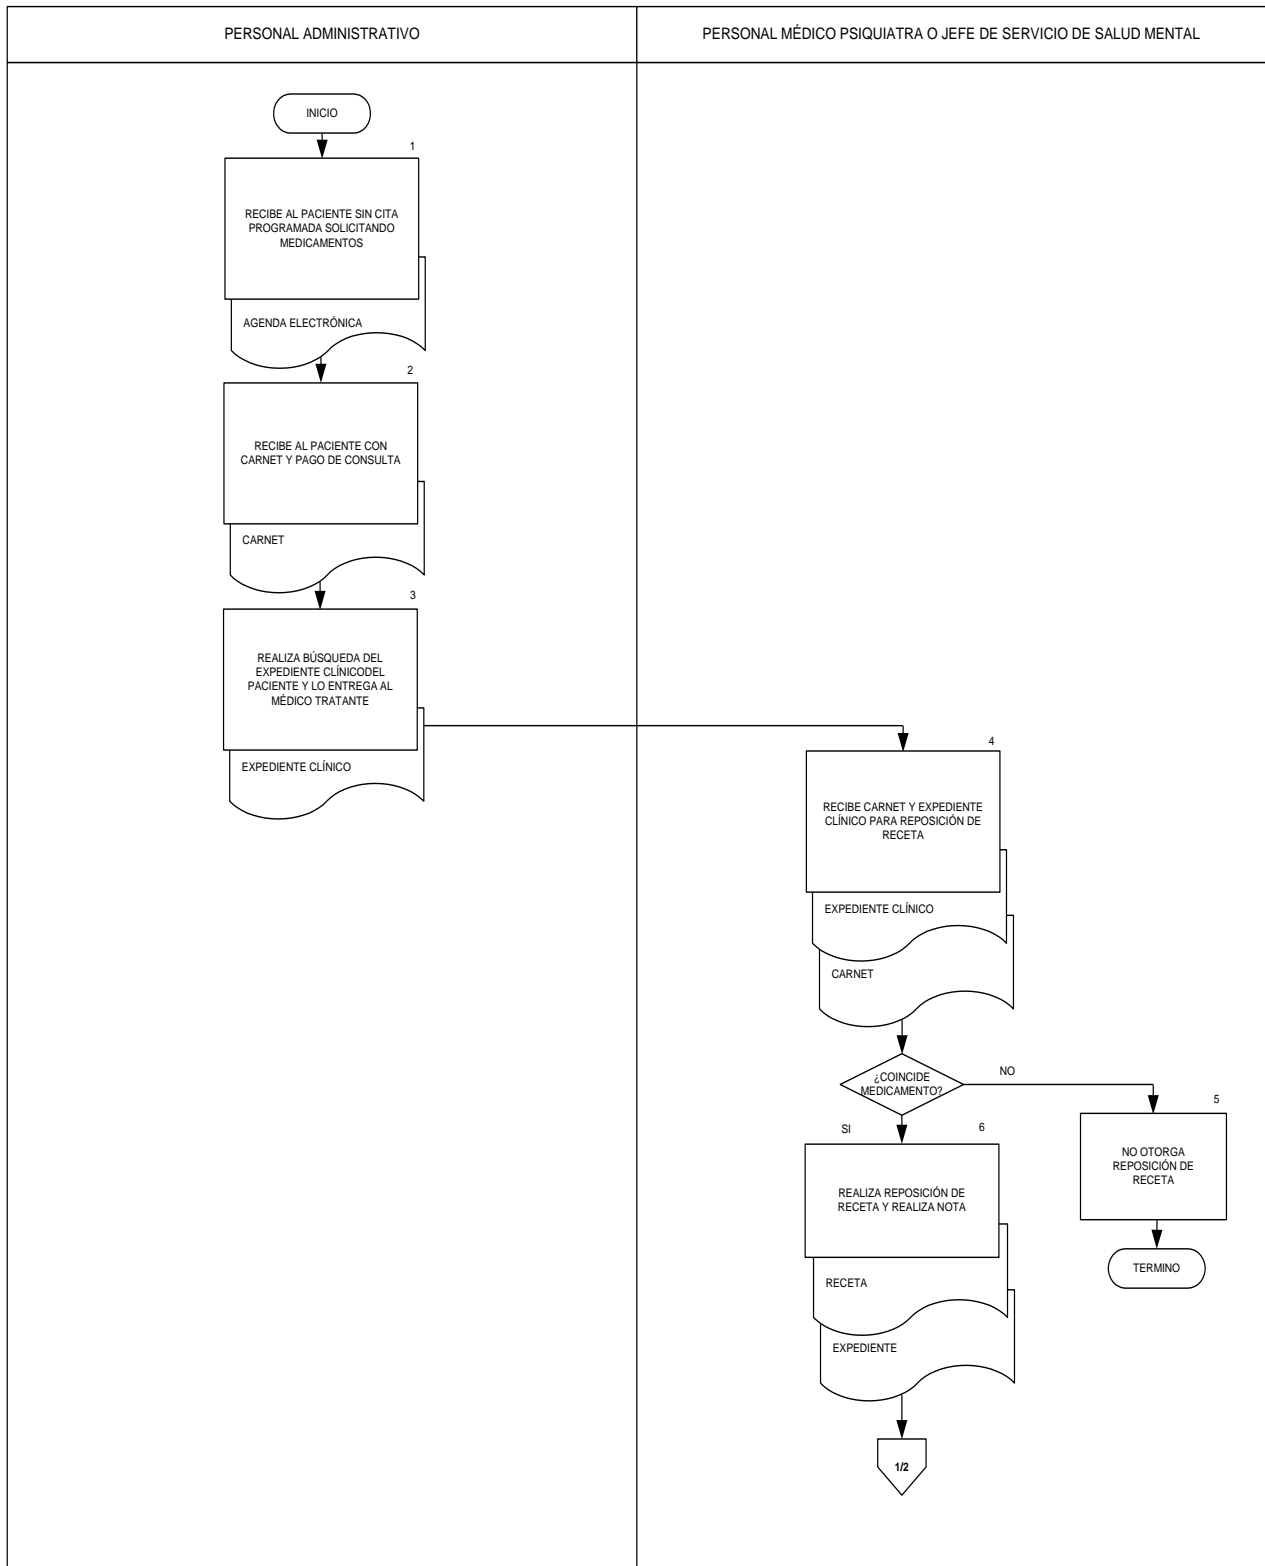 PERSONAL ADMINISTRATIVO
PERSONAL MÉDICO PSIQUIATRA O JEFE DE SERVICIO DE SALUD MENTAL
INICIO
1
RECIBE AL PACIENTE SIN CITA
PROGRAMADA SOLICITANDO
MEDICAMENTOS
AGENDA ELECTRÓNICA
2
RECIBE AL PACIENTE CON
CARNET Y PAGO DE CONSULTA
CARNET
3
REALIZA BÚSQUEDA DEL
EXPEDIENTE CLÍNICODEL
PACIENTE Y LO ENTREGA AL
MÉDICO TRATANTE
EXPEDIENTE CLÍNICO
4
RECIBE CARNET Y EXPEDIENTE
CLÍNICO PARA REPOSICIÓN DE
RECETA
EXPEDIENTE CLÍNICO
CARNET
¿COINCIDE
MEDICAMENTO?
NO
5
NO OTORGA
REPOSICIÓN DE
RECETA
TERMINO
SI
6
REALIZA REPOSICIÓN DE
RECETA Y REALIZA NOTA
RECETA
EXPEDIENTE
1/2